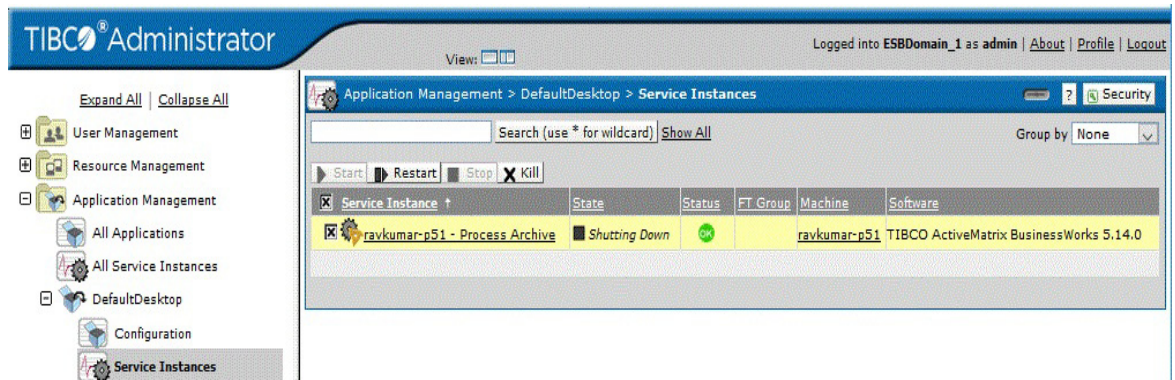 TIBCO® Administrator
View:
Logged into ESBDomain_1 as admin | About | Profile | Logout
Expand All | Collapse All
User Management
Resource Management
Application Management
All Applications
All Service Instances
DefaultDesktop
Configuration
Service Instances
Application Management > DefaultDesktop > Service Instances
? Security
Search (use * for wildcard) Show All
Group by None
Start Restart Stop X Kill
Service Instance ↑ State Status FT Group Machine Software
ravkumar-p51 - Process Archive Shutting Down OK ravkumar-p51 TIBCO ActiveMatrix BusinessWorks 5.14.0